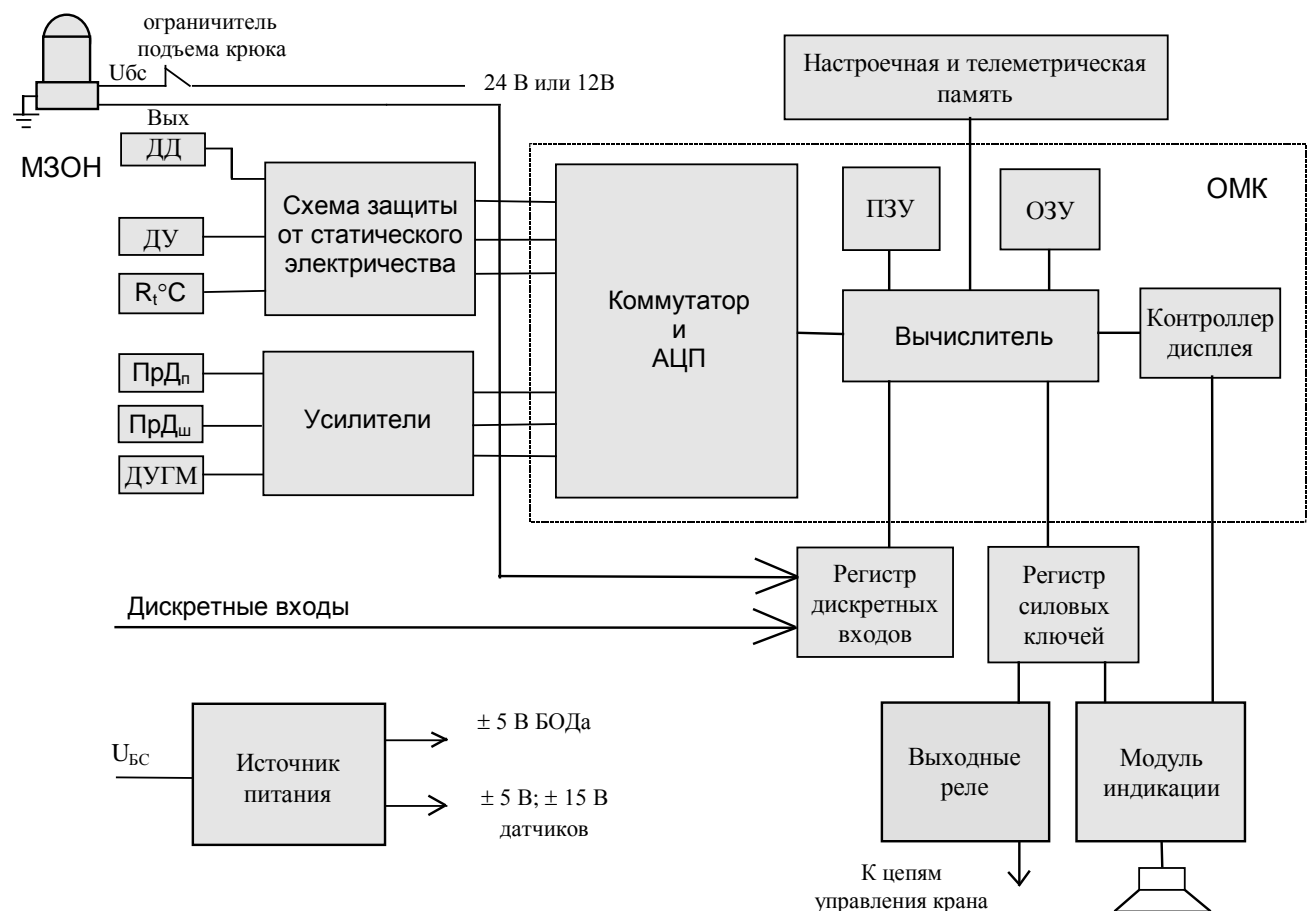 ограничитель
подъема крюка
Uбс
24 В или 12В
Вых
МЗОН
ДД
ДУ
Rt°C
ПрДп
ПрДш
ДУГМ
Схема защиты
от статического
электричества
Усилители
Коммутатор
и
АЦП
Настроечная и телеметрическая
память
ОМК
ПЗУ
ОЗУ
Вычислитель
Контроллер
дисплея
Дискретные входы
Регистр
дискретных
входов
Регистр
силовых
ключей
UБС
Источник
питания
± 5 В БОДа
± 5 В; ± 15 В
датчиков
Выходные
реле
Модуль
индикации
К цепям
управления крана